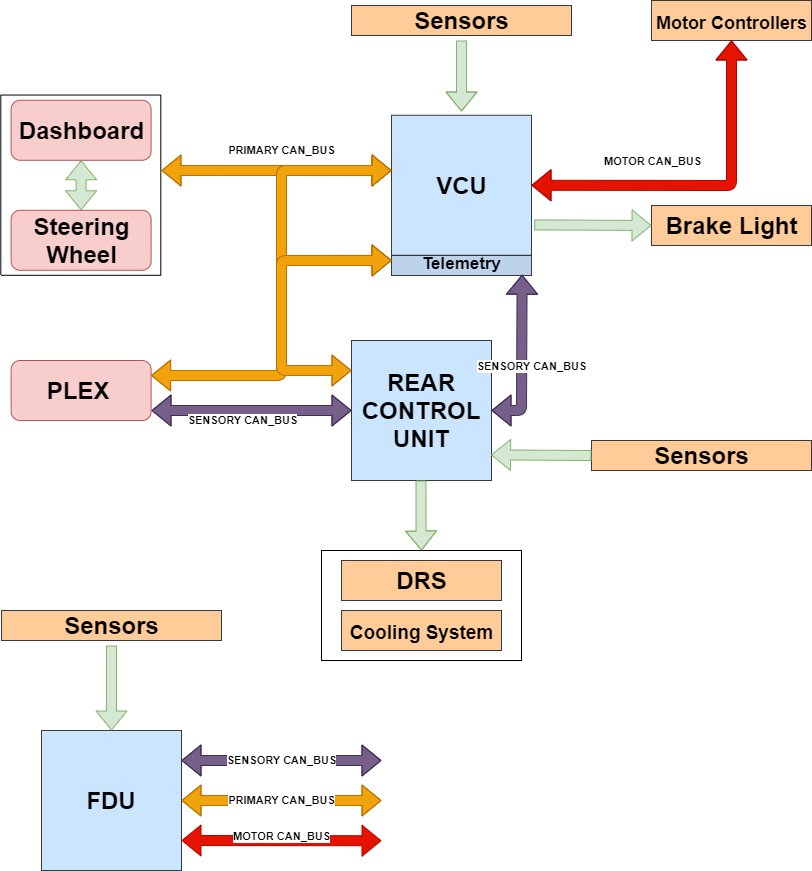 Sensors
Motor Controllers
Dashboard
PRIMARY CAN_BUS
MOTOR CAN_BUS
VCU
Steering
Wheel
Brake Light
Telemetry
SENSORY CAN_BUS
PLEX
REAR
CONTROL
UNIT
SENSORY CAN_BUS
Sensors
DRS
Cooling System
Sensors
FDU
SENSORY CAN_BUS
PRIMARY CAN_BUS
MOTOR CAN_BUS